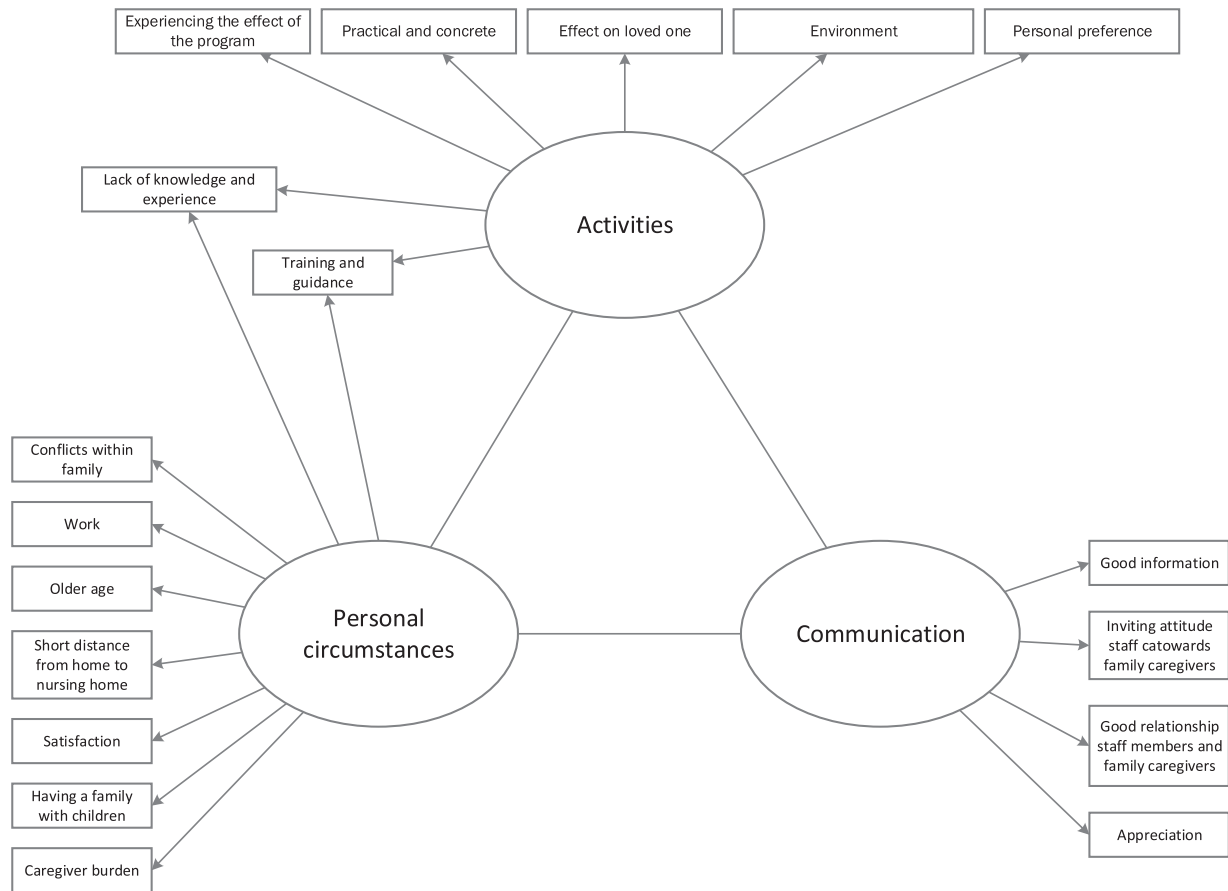 Experiencing the effect of
the program
Practical and concrete
Effect on loved one
Environment
Personal preference
Lack of knowledge and
experience
Activities
Training and
guidance
Conflicts within
family
Work
Older age
Short distance
from home to
nursing home
Satisfaction
Having a family
with children
Caregiver burden
Personal
circumstances
Communication
Good information
Inviting attitude
staff catowards
family caregivers
Good relationship
staff members and
family caregivers
Appreciation